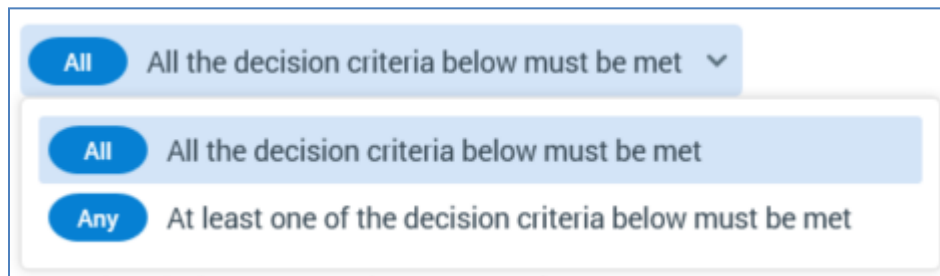 All All the decision criteria below must be met
All All the decision criteria below must be met
Any At least one of the decision criteria below must be met